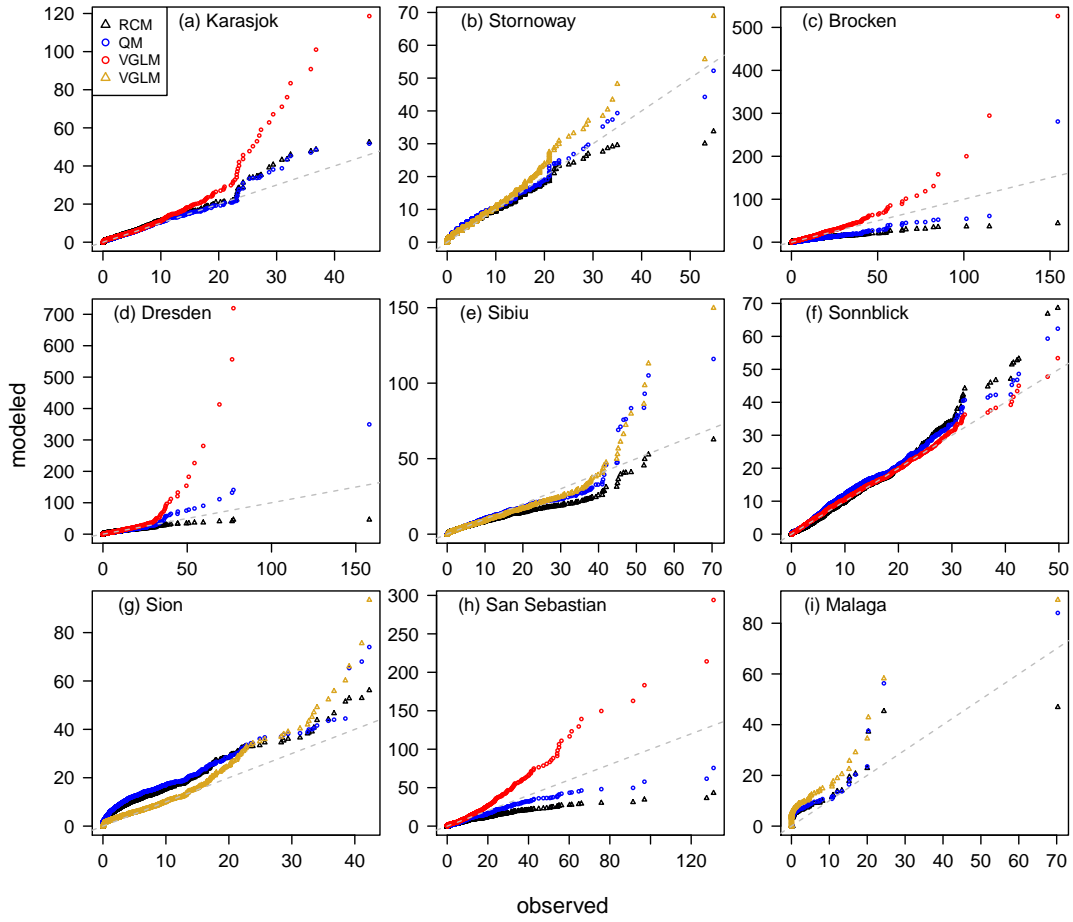 (a) Karasjok
RCM
QM
VGLM
VGLM
0 20 40 60 80 100 120
0 10 20 30 40
(b) Stornoway
0 10 20 30 40 50 60 70
0 10 20 30 40 50
(c) Brocken
0 100 200 300 400 500
0 50 100 150
(d) Dresden
0 100 200 300 400 500 600 700
0 50 100 150
(e) Sibiu
0 50 100 150
0 10 20 30 40 50 60 70
(f) Sonnblick
0 10 20 30 40 50 60 70
0 10 20 30 40 50
(g) Sion
0 20 40 60 80
0 10 20 30 40
(h) San Sebastian
0 50 100 150 200 250 300
0 20 40 60 80 100 120
(i) Malaga
0 20 40 60 80
0 10 20 30 40 50 60 70
modeled
observed